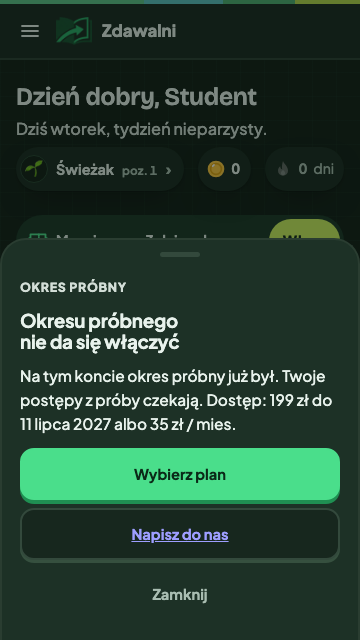 Zdawalni
Dzień dobry, Student
Dziś wtorek, tydzień nieparzysty.
Świeżak poz. 1 › 0 0 dni
OKRES PRÓBNY
Okresu próbnego
nie da się włączyć
Na tym koncie okres próbny już był. Twoje
postępy z próby czekają. Dostęp: 199 zł do
11 lipca 2027 albo 35 zł / mies.
Wybierz plan
Napisz do nas
Zamknij